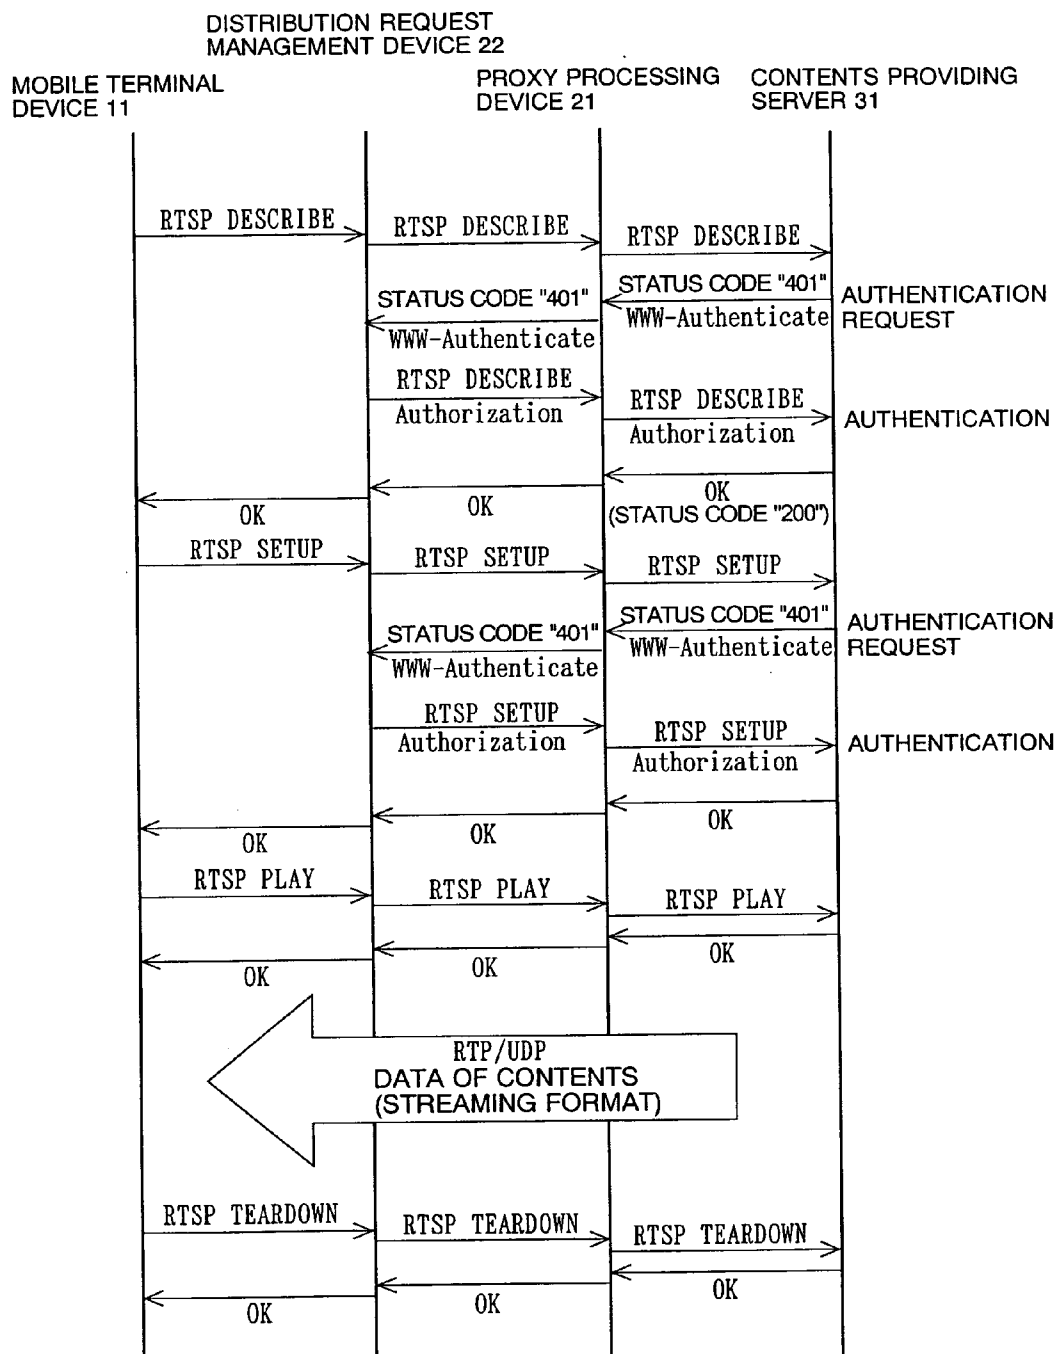 DISTRIBUTION REQUEST
MANAGEMENT DEVICE 22
MOBILE TERMINAL
DEVICE 11
PROXY PROCESSING
DEVICE 21
CONTENTS PROVIDING
SERVER 31
RTSP DESCRIBE
RTSP DESCRIBE
RTSP DESCRIBE
STATUS CODE "401"
WWW-Authenticate
AUTHENTICATION
REQUEST
STATUS CODE "401"
WWW-Authenticate
RTSP DESCRIBE
Authorization
RTSP DESCRIBE
Authorization
AUTHENTICATION
OK
(STATUS CODE "200")
OK
OK
RTSP SETUP
RTSP SETUP
RTSP SETUP
STATUS CODE "401"
WWW-Authenticate
AUTHENTICATION
REQUEST
STATUS CODE "401"
WWW-Authenticate
RTSP SETUP
Authorization
RTSP SETUP
Authorization
AUTHENTICATION
OK
OK
OK
RTSP PLAY
RTSP PLAY
RTSP PLAY
OK
OK
OK
RTP/UDP
DATA OF CONTENTS
(STREAMING FORMAT)
RTSP TEARDOWN
RTSP TEARDOWN
RTSP TEARDOWN
OK
OK
OK